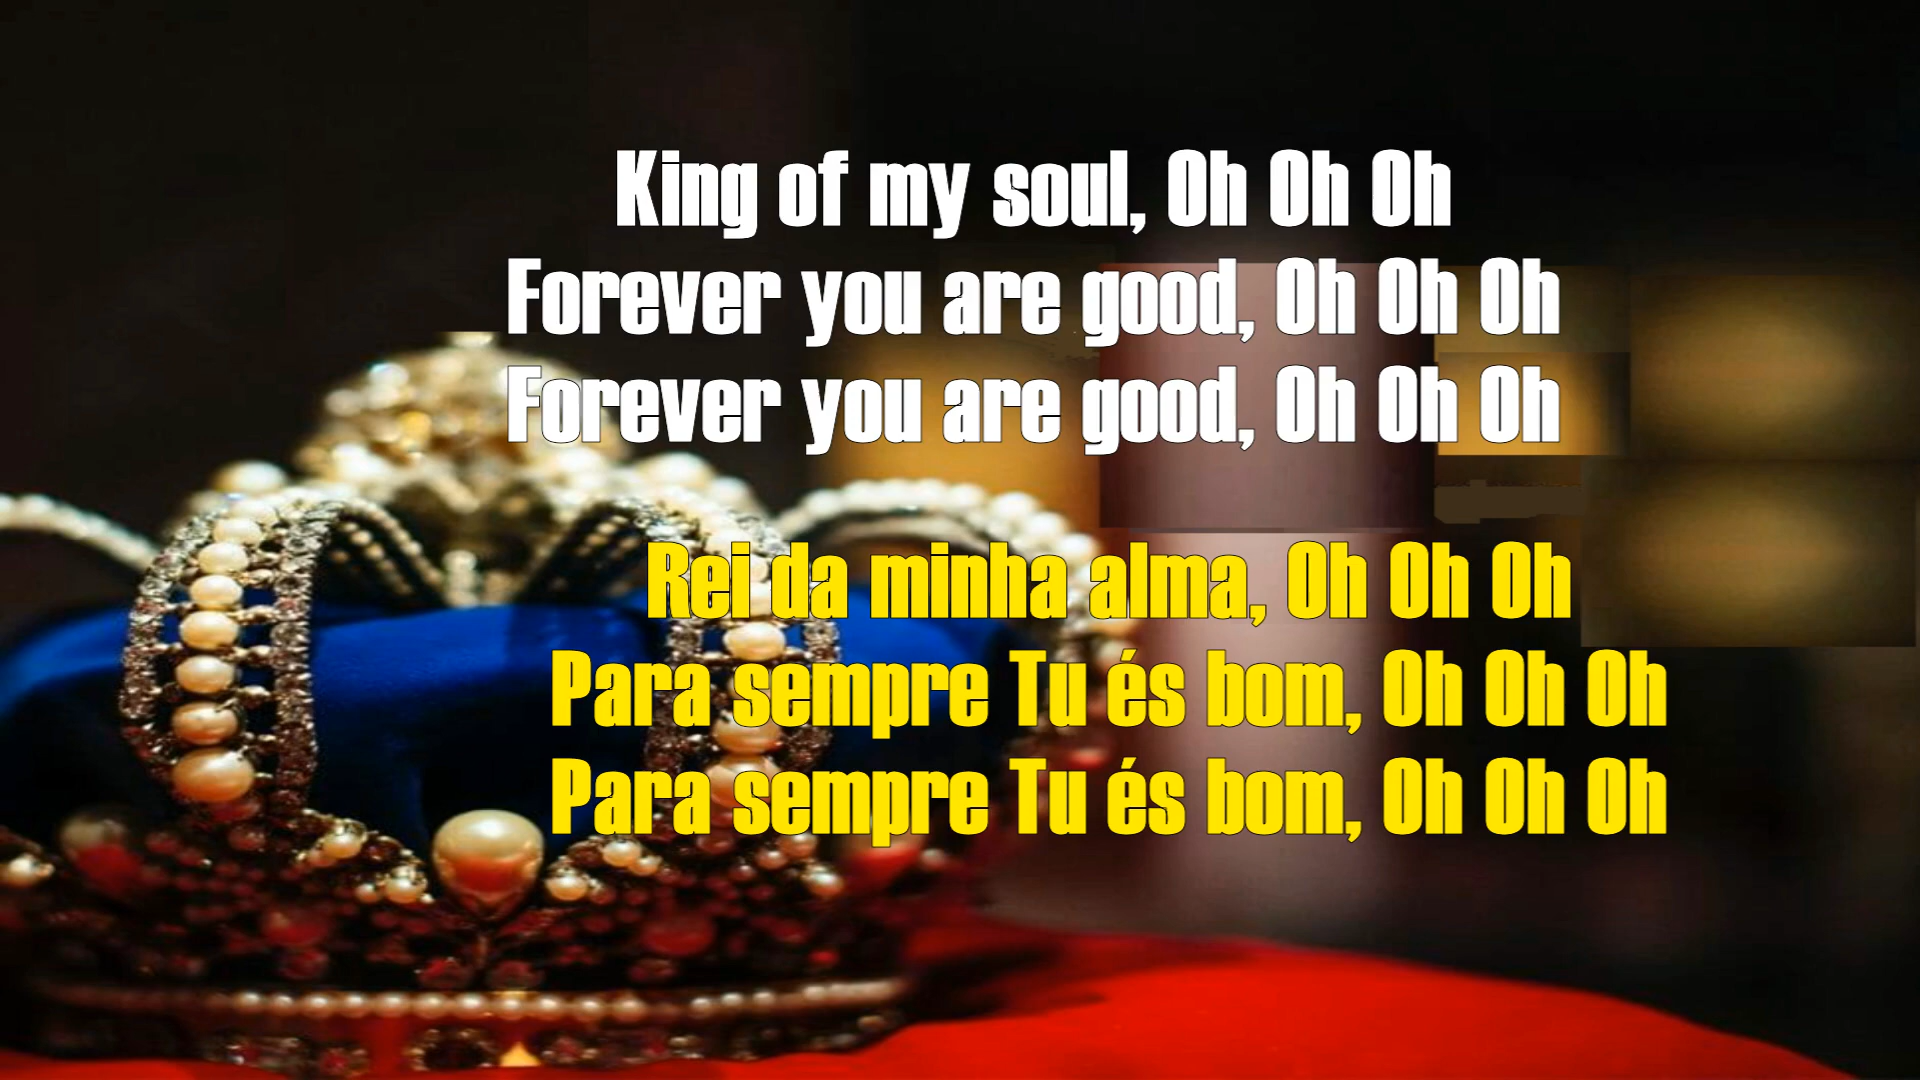 King of my soul, Oh Oh Oh
Forever you are good, Oh Oh Oh
Forever you are good, Oh Oh Oh
Rei da minha alma, Oh Oh Oh
Para sempre Tu és bom, Oh Oh Oh
Para sempre Tu és bom, Oh Oh Oh